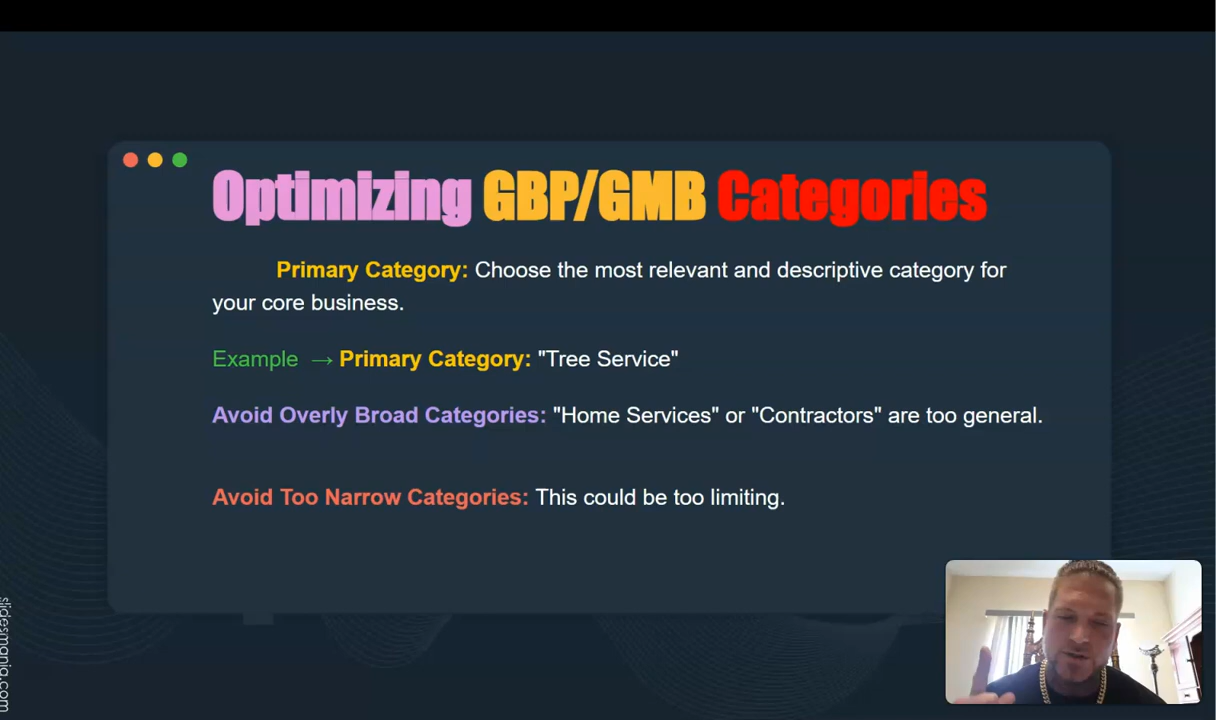 Optimizing GBP/GMB Categories
Primary Category: Choose the most relevant and descriptive category for
your core business.
Example → Primary Category: "Tree Service"
Avoid Overly Broad Categories: "Home Services" or "Contractors" are too general.
Avoid Too Narrow Categories: This could be too limiting.
slidesmania.com